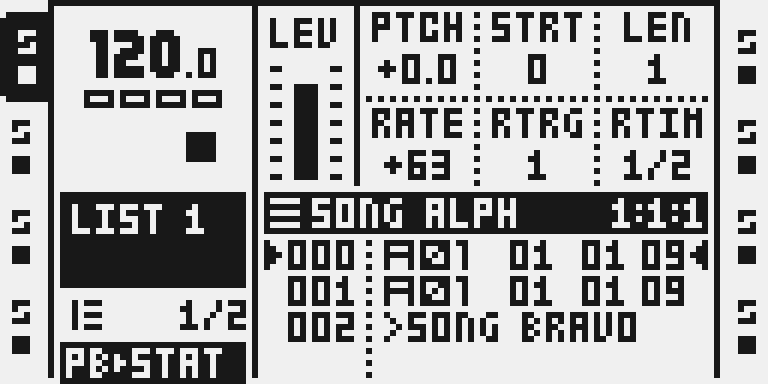 120.0
LIST 1
1/2
PB▸STAT
LEV
PTCH STRT LEN
+0.0 0 1
RATE RTRG RTIM
+63 1 1/2
SONG ALPH 1:1:1
000 A01 01 01 09
001 A01 01 01 09
002 >SONG BRAVO